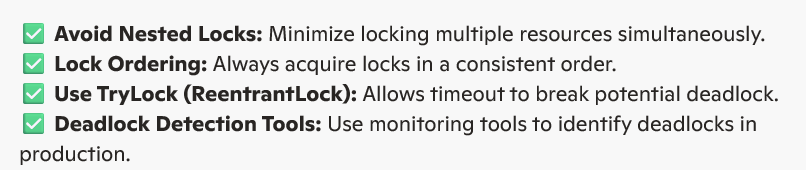 ✅ Avoid Nested Locks: Minimize locking multiple resources simultaneously.
✅ Lock Ordering: Always acquire locks in a consistent order.
✅ Use TryLock (ReentrantLock): Allows timeout to break potential deadlock.
✅ Deadlock Detection Tools: Use monitoring tools to identify deadlocks in
production.